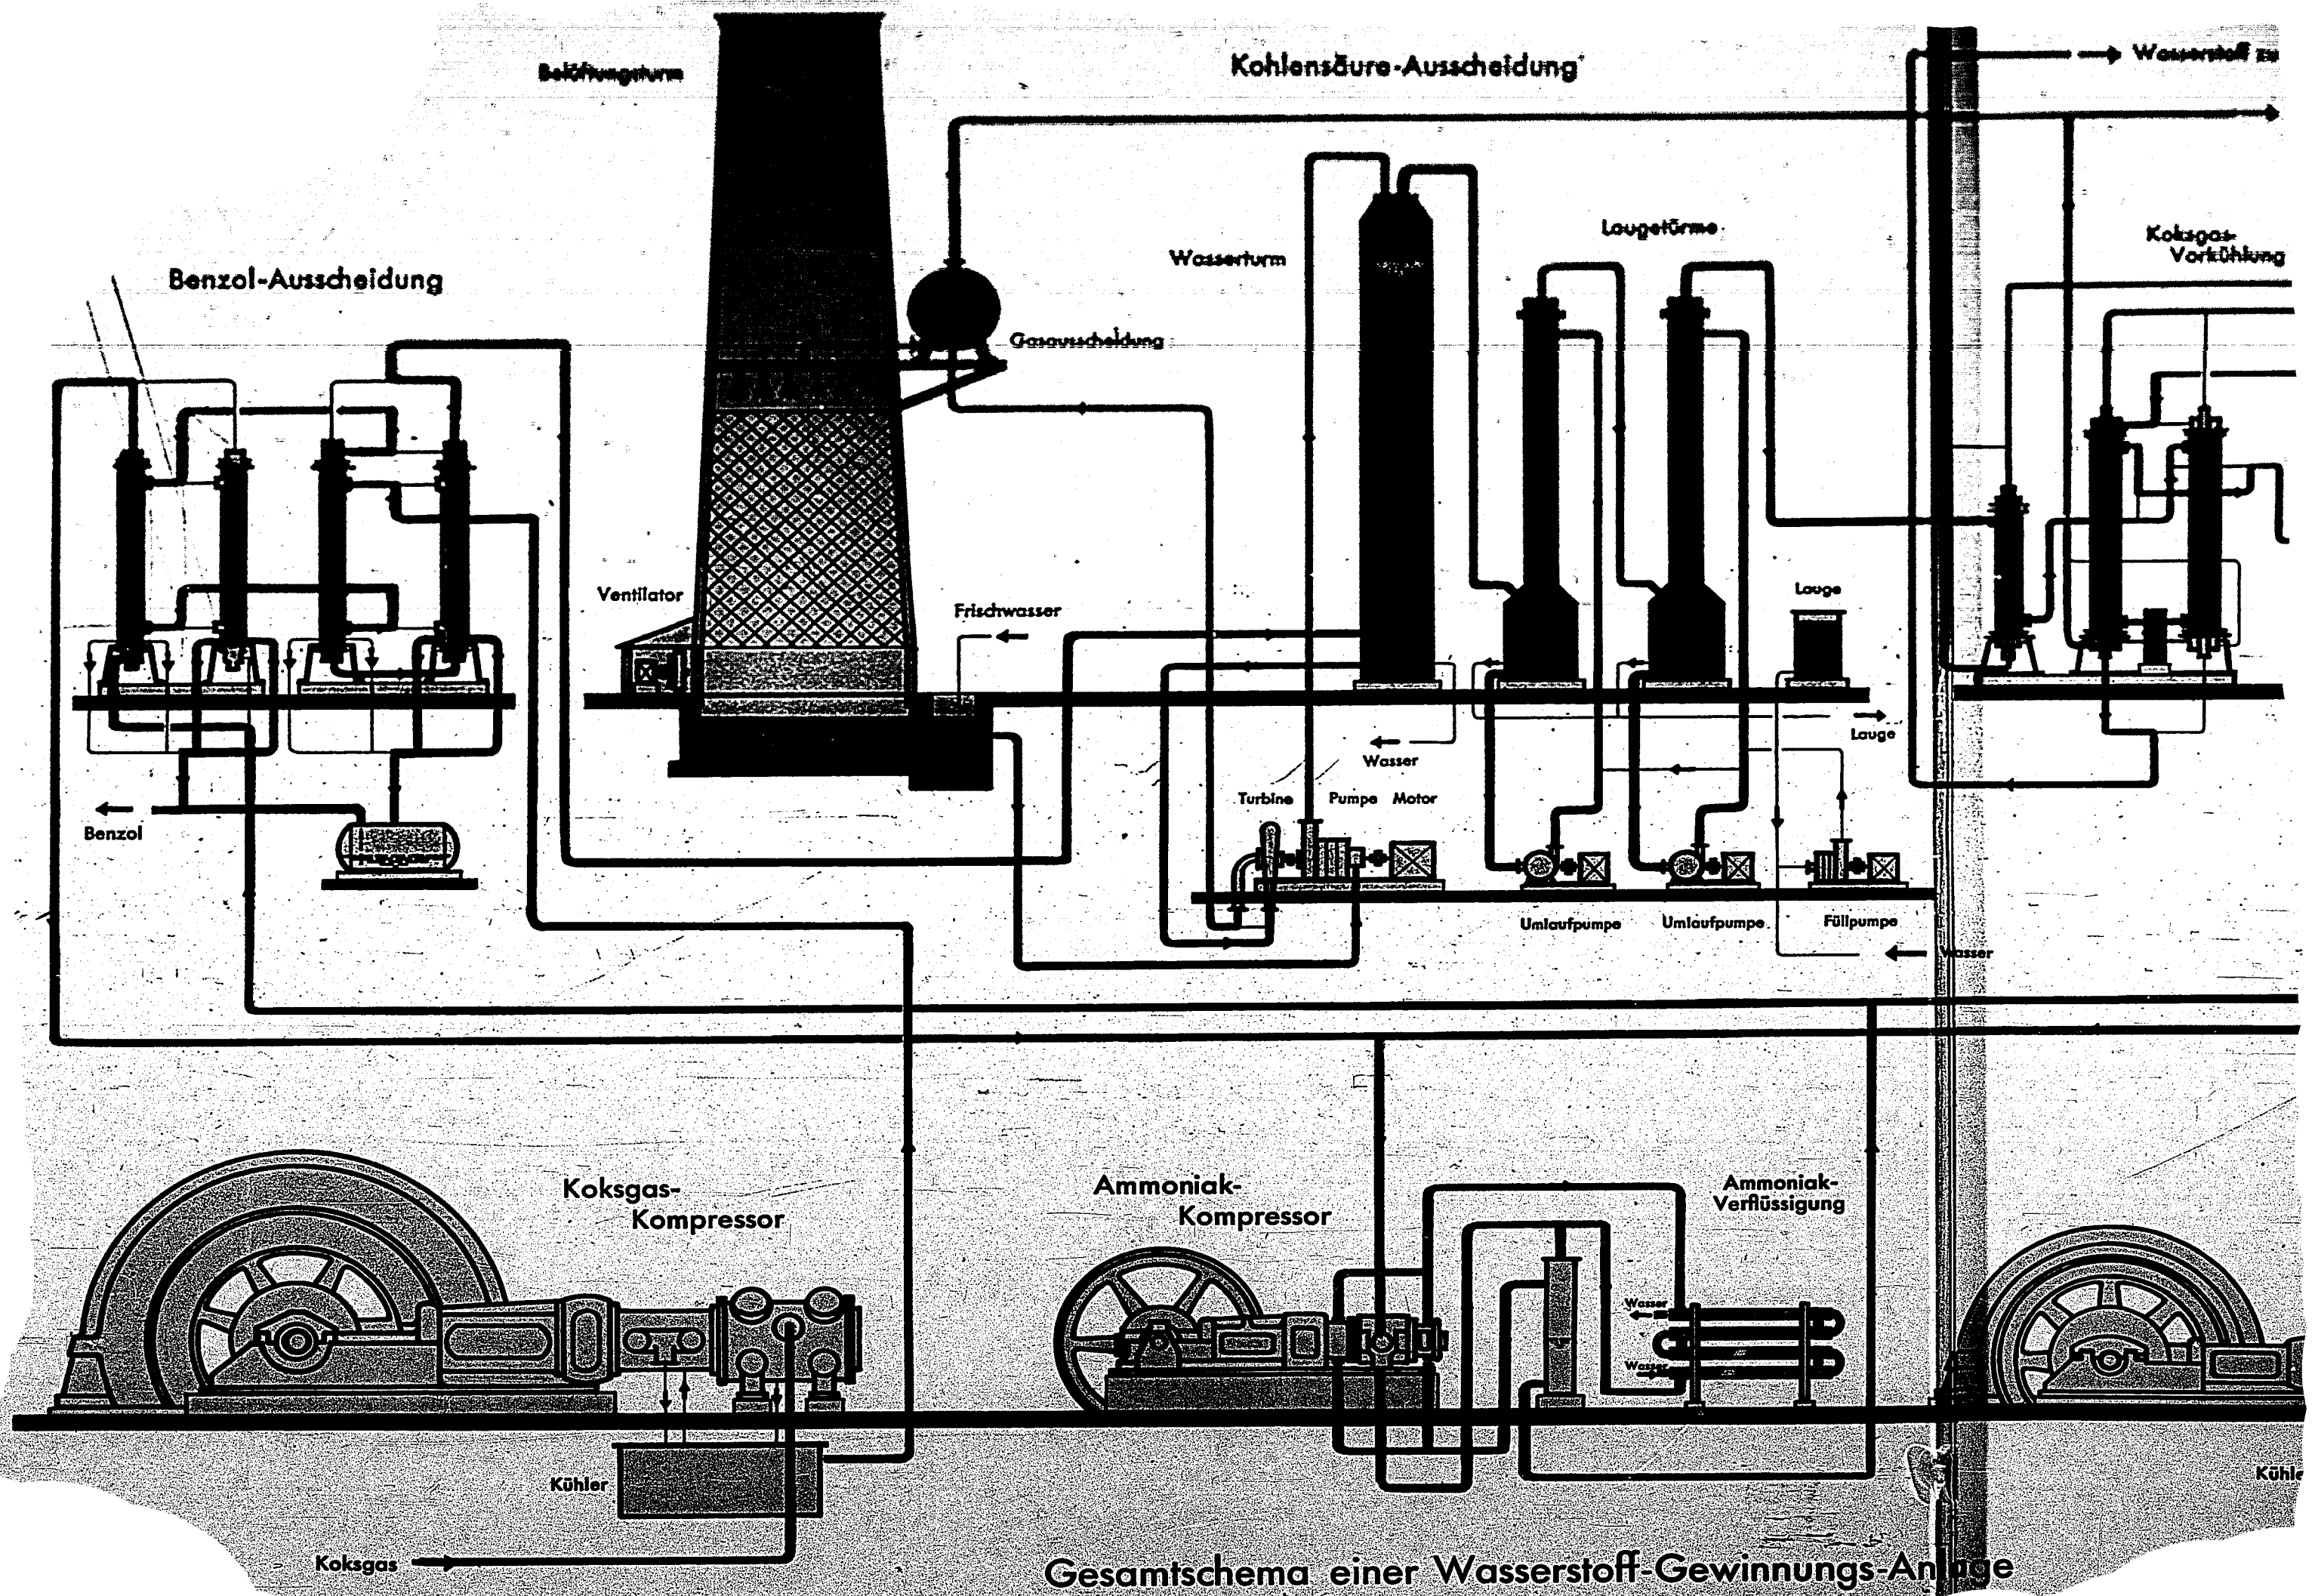 Belüftungsturm
Kohlensäure-Ausscheidung
Wasserstoff zu
Benzol-Ausscheidung
Wasserturm
Laugetürme
Koksgas-
Vorkühlung
Gasausscheidung
Ventilator
Frischwasser
Lauge
Wasser
Lauge
Benzol
Turbine
Pumpe
Motor
Umlaufpumpe
Umlaufpumpe
Füllpumpe
Wasser
Koksgas-
Kompressor
Ammoniak-
Kompressor
Ammoniak-
Verflüssigung
Wasser
Wasser
Kühler
Koksgas
Gesamtschema einer Wasserstoff-Gewinnungs-Anlage